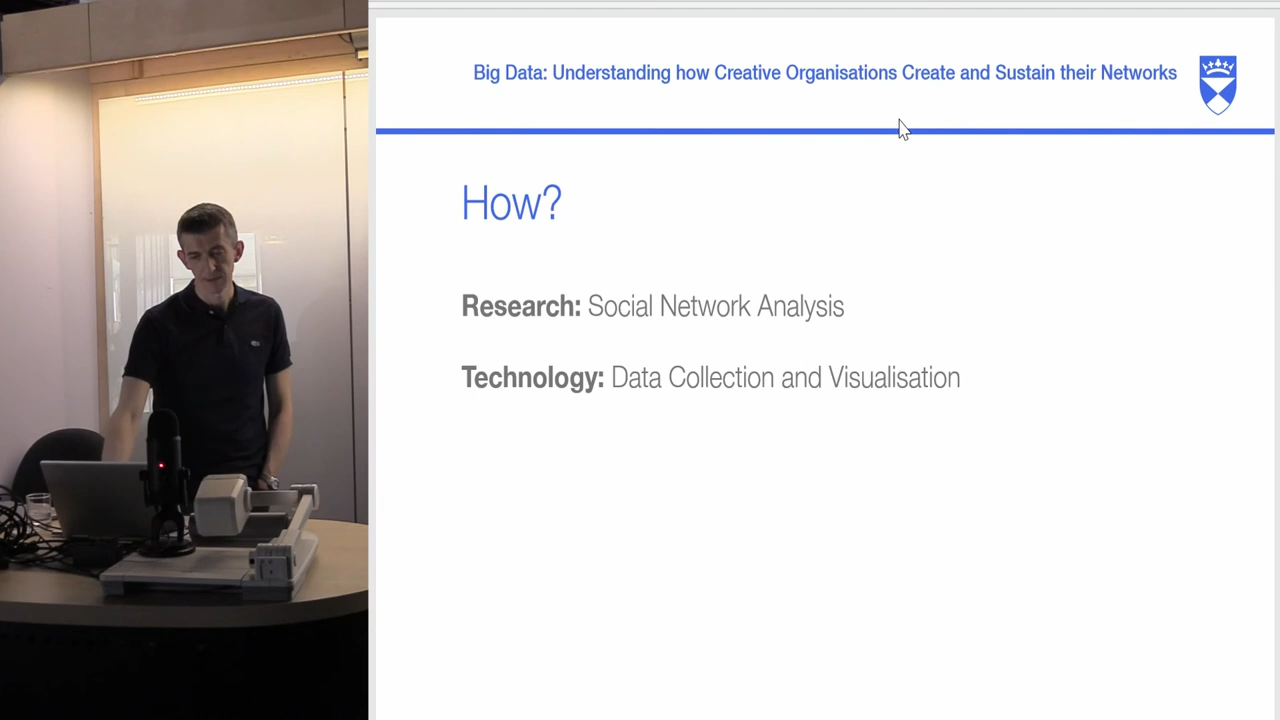 Big Data: Understanding how Creative Organisations Create and Sustain their Networks
How?
Research: Social Network Analysis
Technology: Data Collection and Visualisation